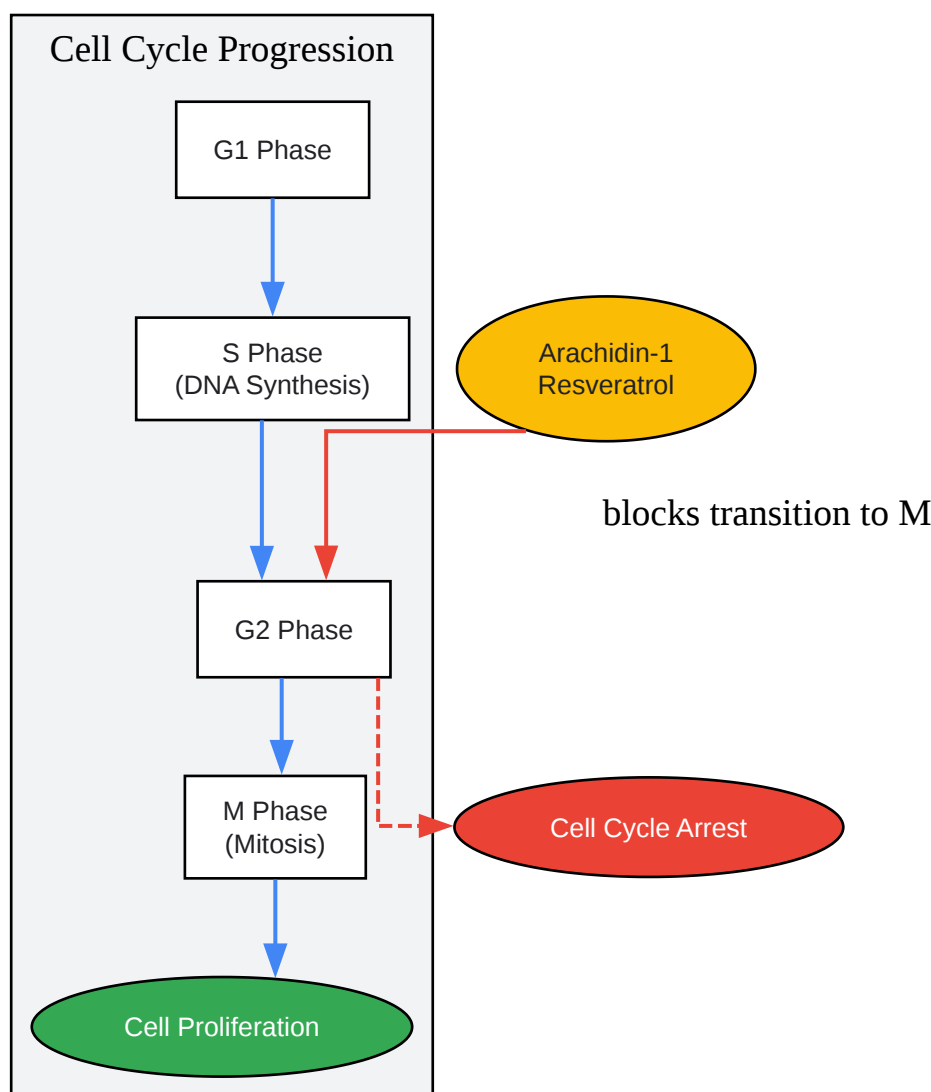 Cell Cycle Progression
G1 Phase
S Phase
(DNA Synthesis)
Arachidin-1
Resveratrol
blocks transition to M
G2 Phase
M Phase
(Mitosis)
Cell Cycle Arrest
Cell Proliferation